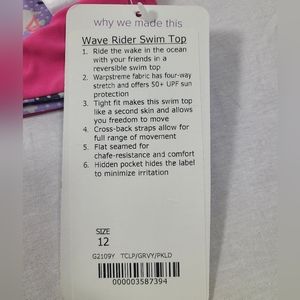 why we made this
Wave Rider Swim Top
1. Ride the wake in the ocean
with your friends in a
reversible swim top
2. Warpstreme fabric has four-way
stretch and offers 50+ UPF sun
protection
3. Tight fit makes this swim top
like a second skin and allows
you freedom to move
4. Cross-back straps allow for
full range of movement
5. Flat seamed for
chafe-resistance and comfort
6. Hidden pocket hides the label
to minimize irritation
SIZE
12
G2109Y TCLP/GRVY/PKLD
000003587394